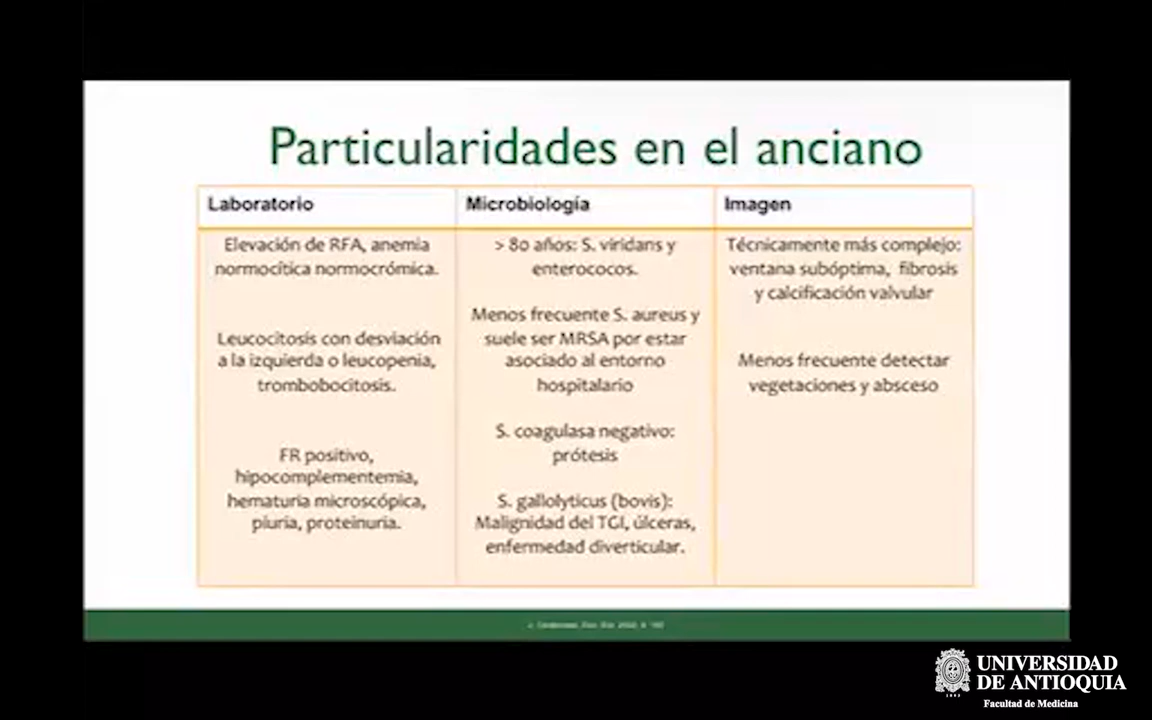 Particularidades en el anciano
Laboratorio
Elevación de RFA, anemia
normocítica normocrómica.
Leucocitosis con desviación
a la izquierda o leucopenia,
trombobocitosis.
FR positivo,
hipocomplementemia,
hematuria microscópica,
piuria, proteinuria.
Microbiología
> 80 años: S. viridans y
enterococos.
Menos frecuente S. aureus y
suele ser MRSA por estar
asociado al entorno
hospitalario
S. coagulasa negativo:
prótesis
S. gallolyticus (bovis):
Malignidad del TGI, úlceras,
enfermedad diverticular.
Imagen
Técnicamente más complejo:
ventana subóptima, fibrosis
y calcificación valvular
Menos frecuente detectar
vegetaciones y absceso
UNIVERSIDAD
DE ANTIOQUIA
Facultad de Medicina